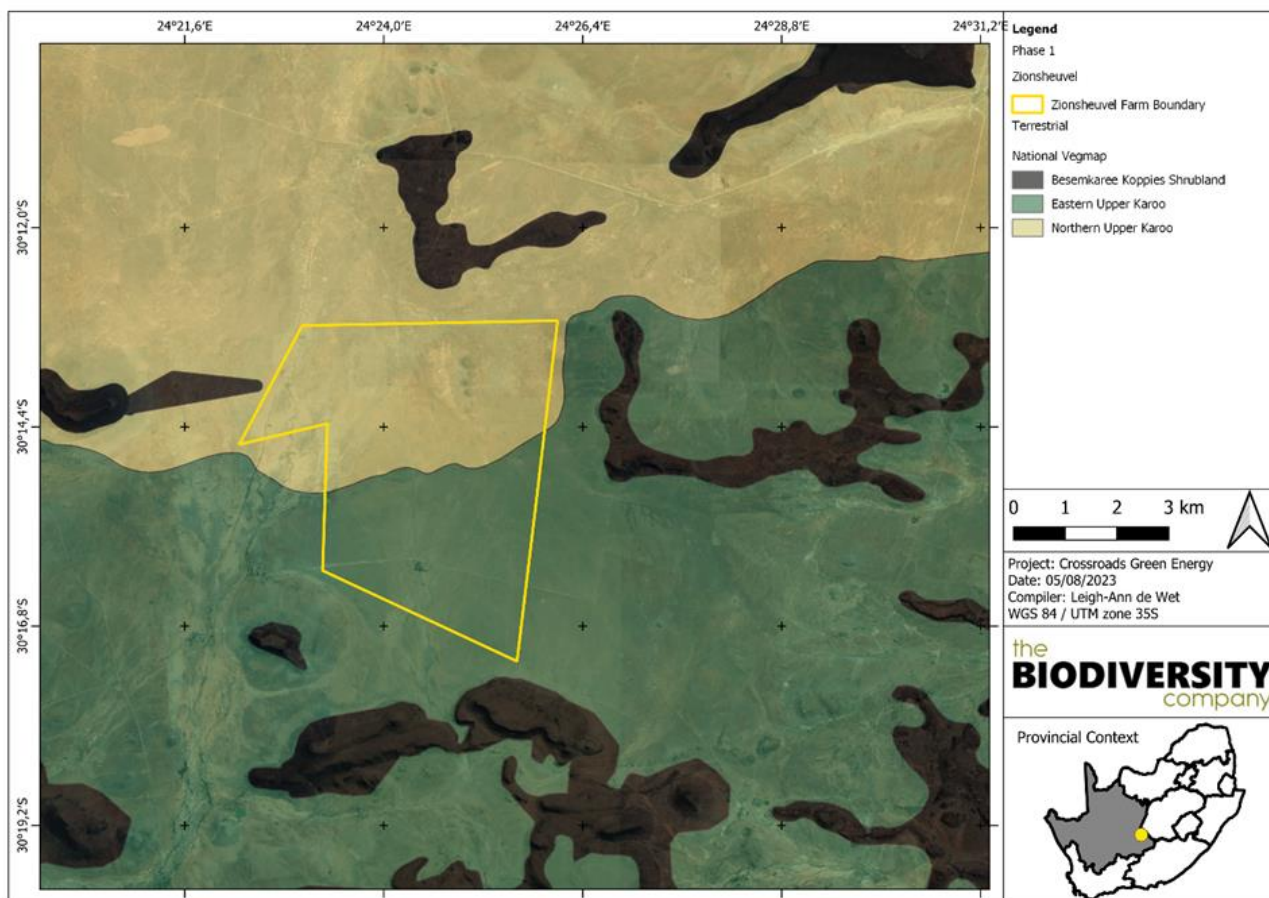 24°21,6' 24°24,0' 24°26,4' 24°28,8' 24°31,2'
30°12,0'S
30°14,4'S
30°16,8'S
30°19,2'S
Legend
Phase 1
Zionsheuvel
Zionsheuvel Farm Boundary
Terrestrial
National Vegmap
Besemkaree Koppies Shrubland
Eastern Upper Karoo
Northern Upper Karoo
0 1 2 3 km
Project: Crossroads Green Energy
Date: 05/08/2023
Compiler: Leigh-Ann de Wet
WGS 84 / UTM zone 35S
the
BIODIVERSITY
company
Provincial Context